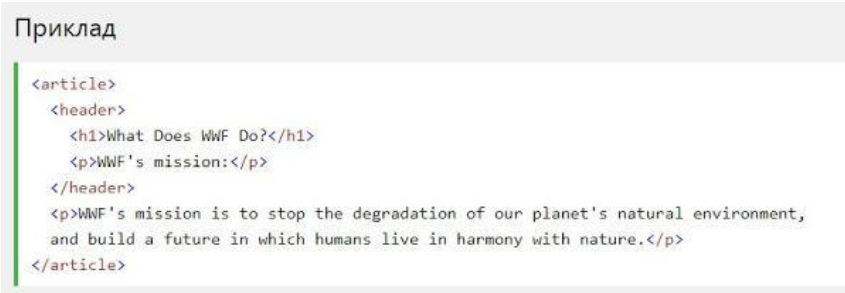 Приклад
<article>
<header>
<h1>What Does WWF Do?</h1>
<p>WWF's mission:</p>
</header>
<p>WWF's mission is to stop the degradation of our planet's natural environment,
and build a future in which humans live in harmony with nature.</p>
</article>